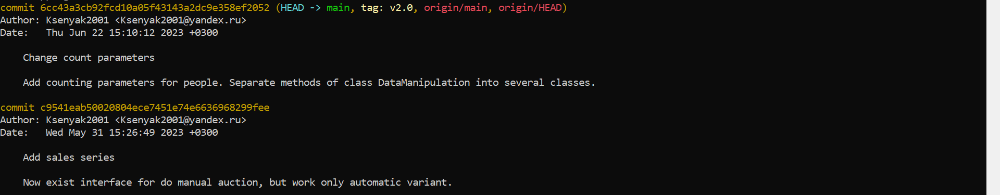 commit 6cc43a3cb92fcd10a05f43143a2dc9e358ef2052 (HEAD -> main, tag: v2.0, origin/main, origin/HEAD)
Author: Ksenyak2001 <Ksenyak2001@yandex.ru>
Date:   Thu Jun 22 15:10:12 2023 +0300
Change count parameters
Add counting parameters for people. Separate methods of class DataManipulation into several classes.
commit c9541eab50020804ece7451e74e6636968299fee
Author: Ksenyak2001 <Ksenyak2001@yandex.ru>
Date:   Wed May 31 15:26:49 2023 +0300
Add sales series
Now exist interface for do manual auction, but work only automatic variant.